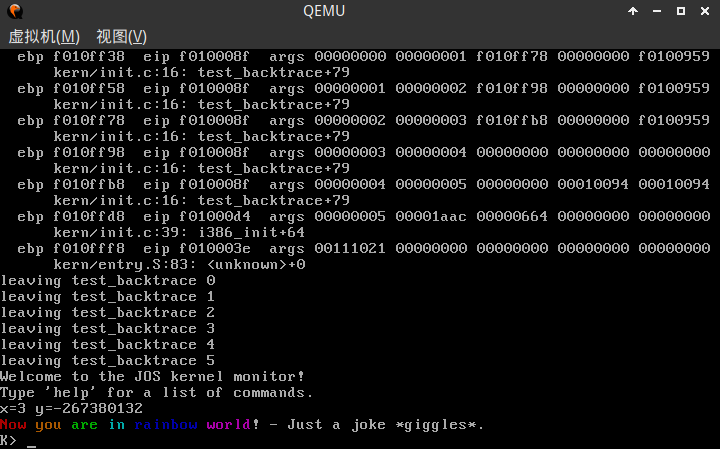 QEMU
虚拟机(M) 视图(V)
ebp f010ff38 eip f010008f args 00000000 00000001 f010ff78 00000000 f0100959
kern/init.c:16: test_backtrace+79
ebp f010ff58 eip f010008f args 00000001 00000002 f010ff98 00000000 f0100959
kern/init.c:16: test_backtrace+79
ebp f010ff78 eip f010008f args 00000002 00000003 f010ffb8 00000000 f0100959
kern/init.c:16: test_backtrace+79
ebp f010ff98 eip f010008f args 00000003 00000004 00000000 00000000 00000000
kern/init.c:16: test_backtrace+79
ebp f010ffb8 eip f010008f args 00000004 00000005 00000000 00010094 00010094
kern/init.c:16: test_backtrace+79
ebp f010ffd8 eip f01000d4 args 00000005 00001aac 00000664 00000000 00000000
kern/init.c:39: i386_init+64
ebp f010fff8 eip f010003e args 00111021 00000000 00000000 00000000 00000000
kern/entry.S:83: <unknown>+0
leaving test_backtrace 0
leaving test_backtrace 1
leaving test_backtrace 2
leaving test_backtrace 3
leaving test_backtrace 4
leaving test_backtrace 5
Welcome to the JOS kernel monitor!
Type 'help' for a list of commands.
x=3 y=-267380132
Now you are in rainbow world! - Just a joke *giggles*.
K> _